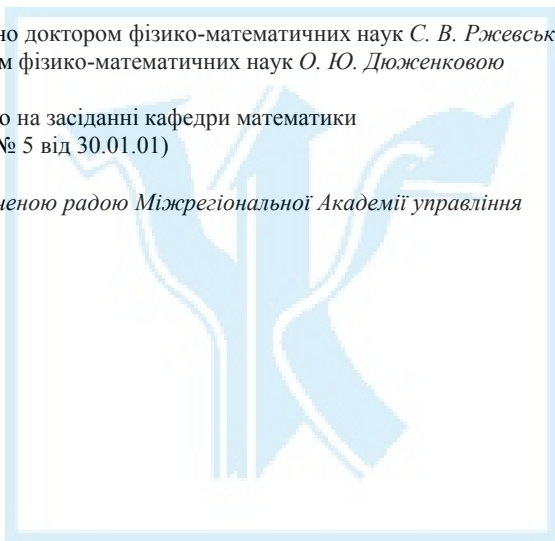 но доктором фізико-математичних наук С. В. Ржевськ
м фізико-математичних наук О. Ю. Дюженковою
о на засіданні кафедри математики
№ 5 від 30.01.01)
ченою радою Міжрегіональної Академії управління